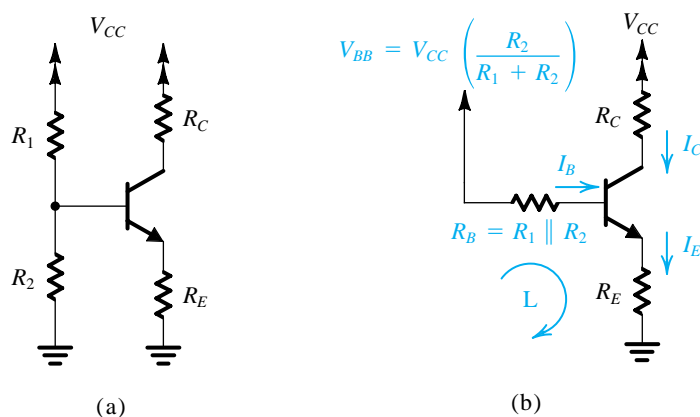 V_CC
R_1
R_C
R_2
R_E
(a)
V_BB = V_CC (R_2 / (R_1 + R_2))
V_CC
R_C
I_C
I_B
R_B = R_1 || R_2
I_E
L
R_E
(b)